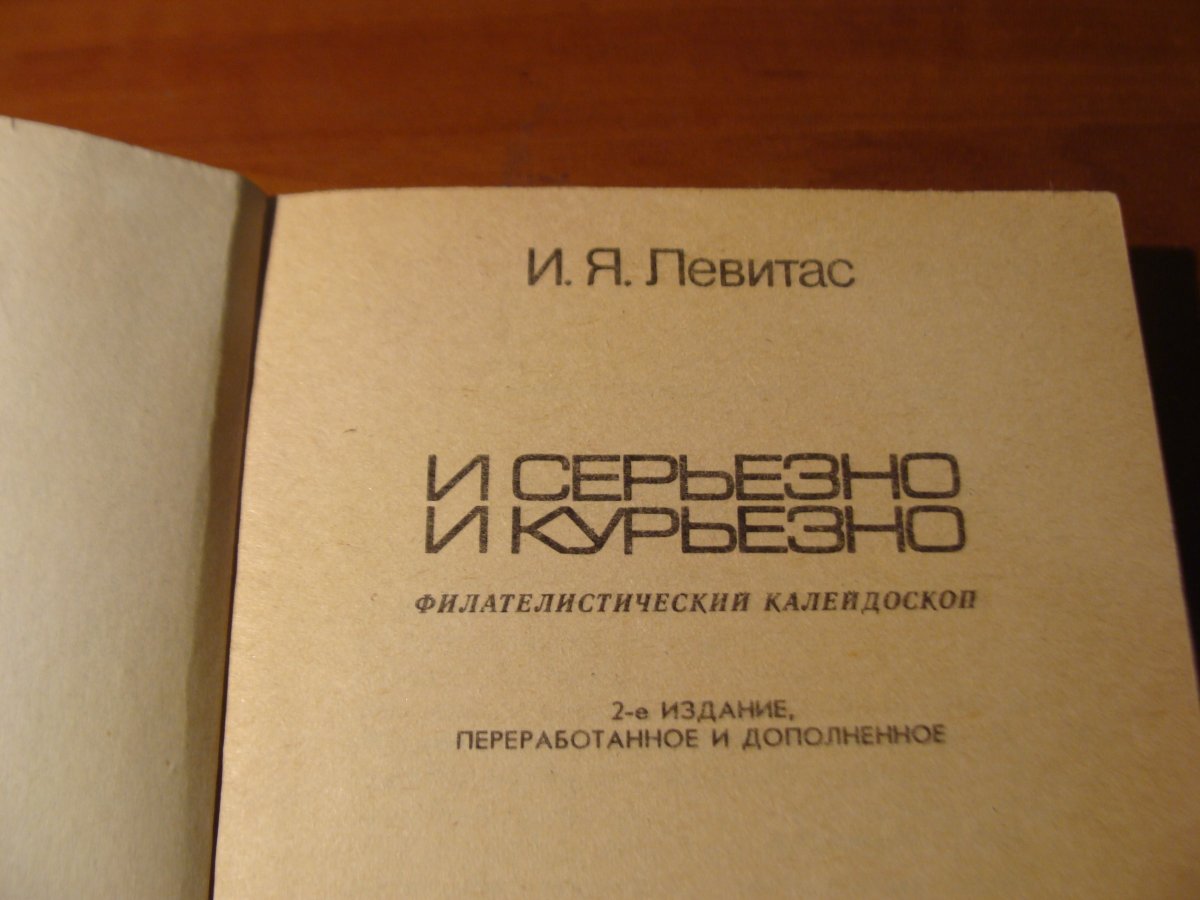 И. Я. Левитас
И СЕРЬЕЗНО
И КУРЬЕЗНО
ФИЛАТЕЛИСТИЧЕСКИЙ КАЛЕЙДОСКОП
2-е ИЗДАНИЕ,
ПЕРЕРАБОТАННОЕ И ДОПОЛНЕННОЕ